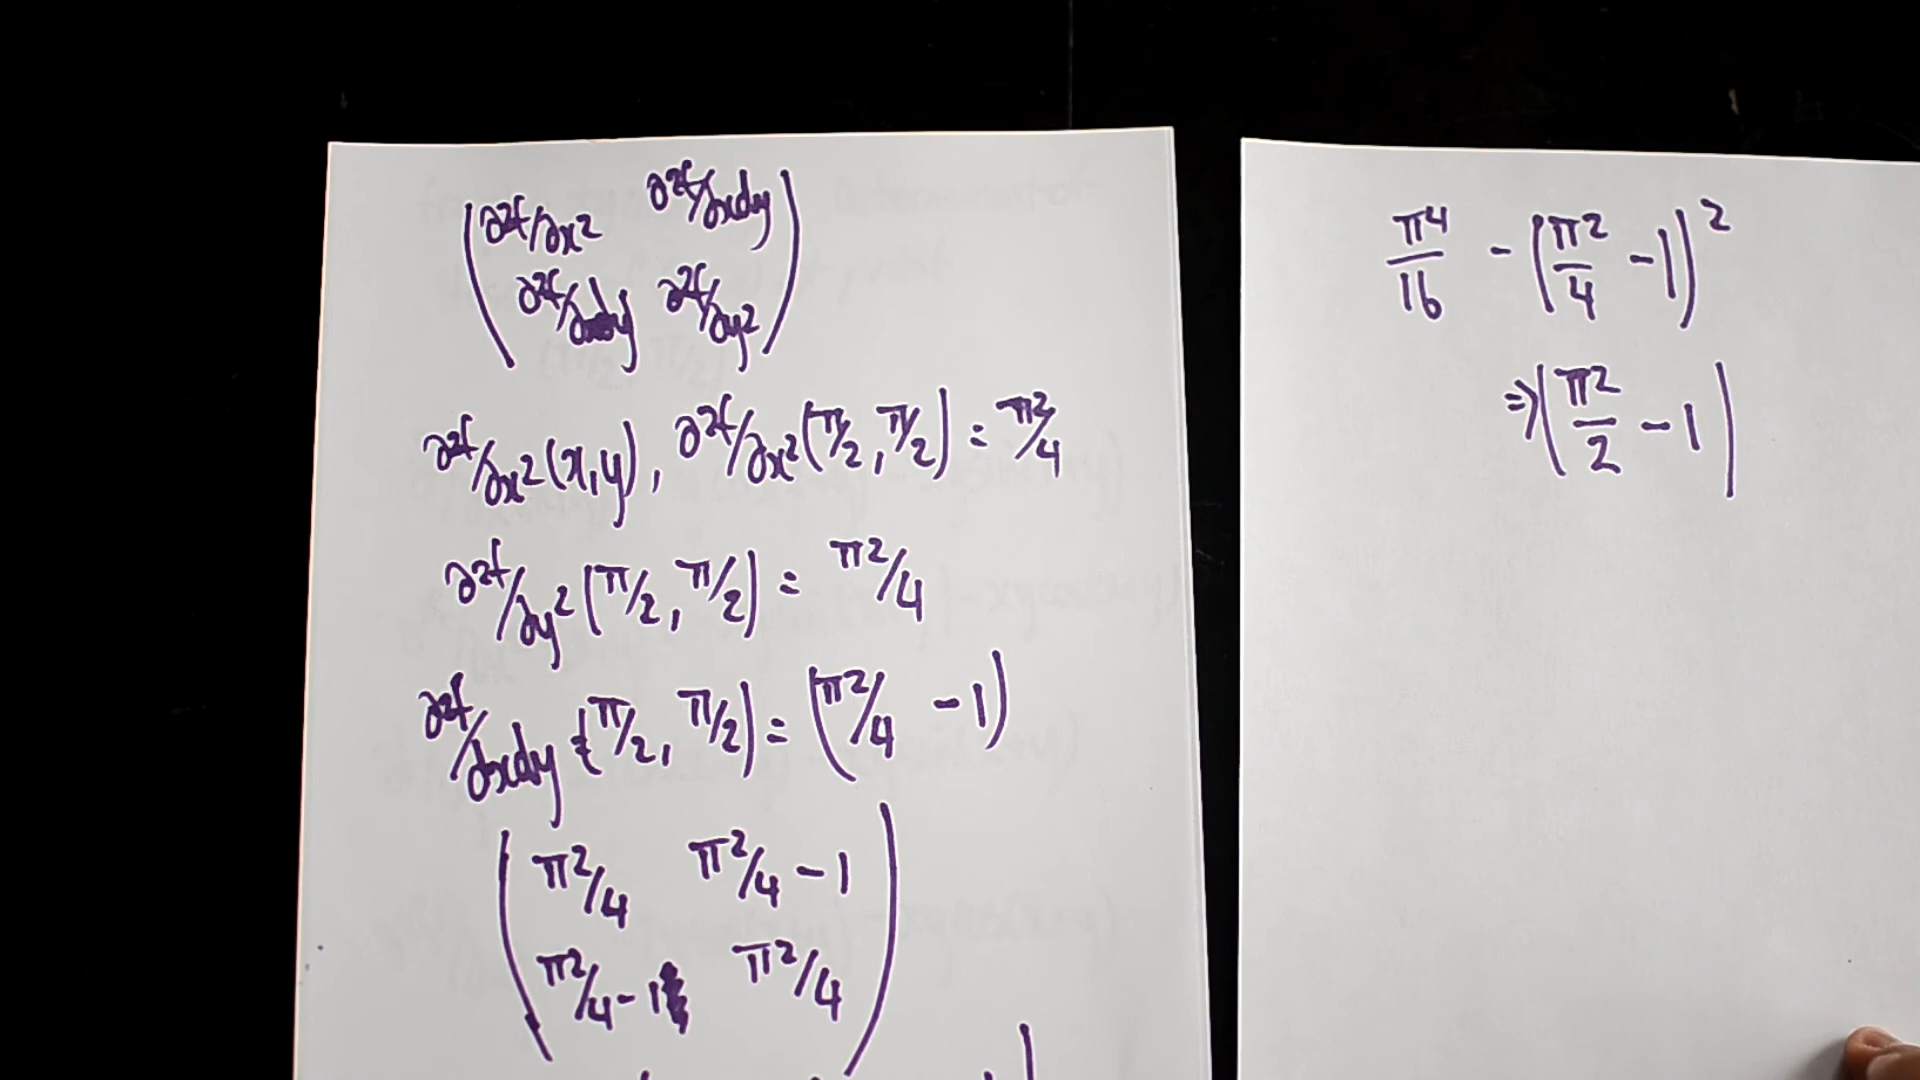 (∂²f/∂x² ∂²f/∂x∂y)
(∂²f/∂x∂y ∂²f/∂y²)
∂²f/∂x²(x,y), ∂²f/∂x²(π/2, π/2) = π²/4
∂²f/∂y²(π/2, π/2) = π²/4
∂²f/∂x∂y (π/2, π/2) = (π²/4 - 1)
(π²/4 π²/4 - 1)
(π²/4 - 1 π²/4)
π⁴/16 - (π²/4 - 1)²
⇒ (π²/2 - 1)